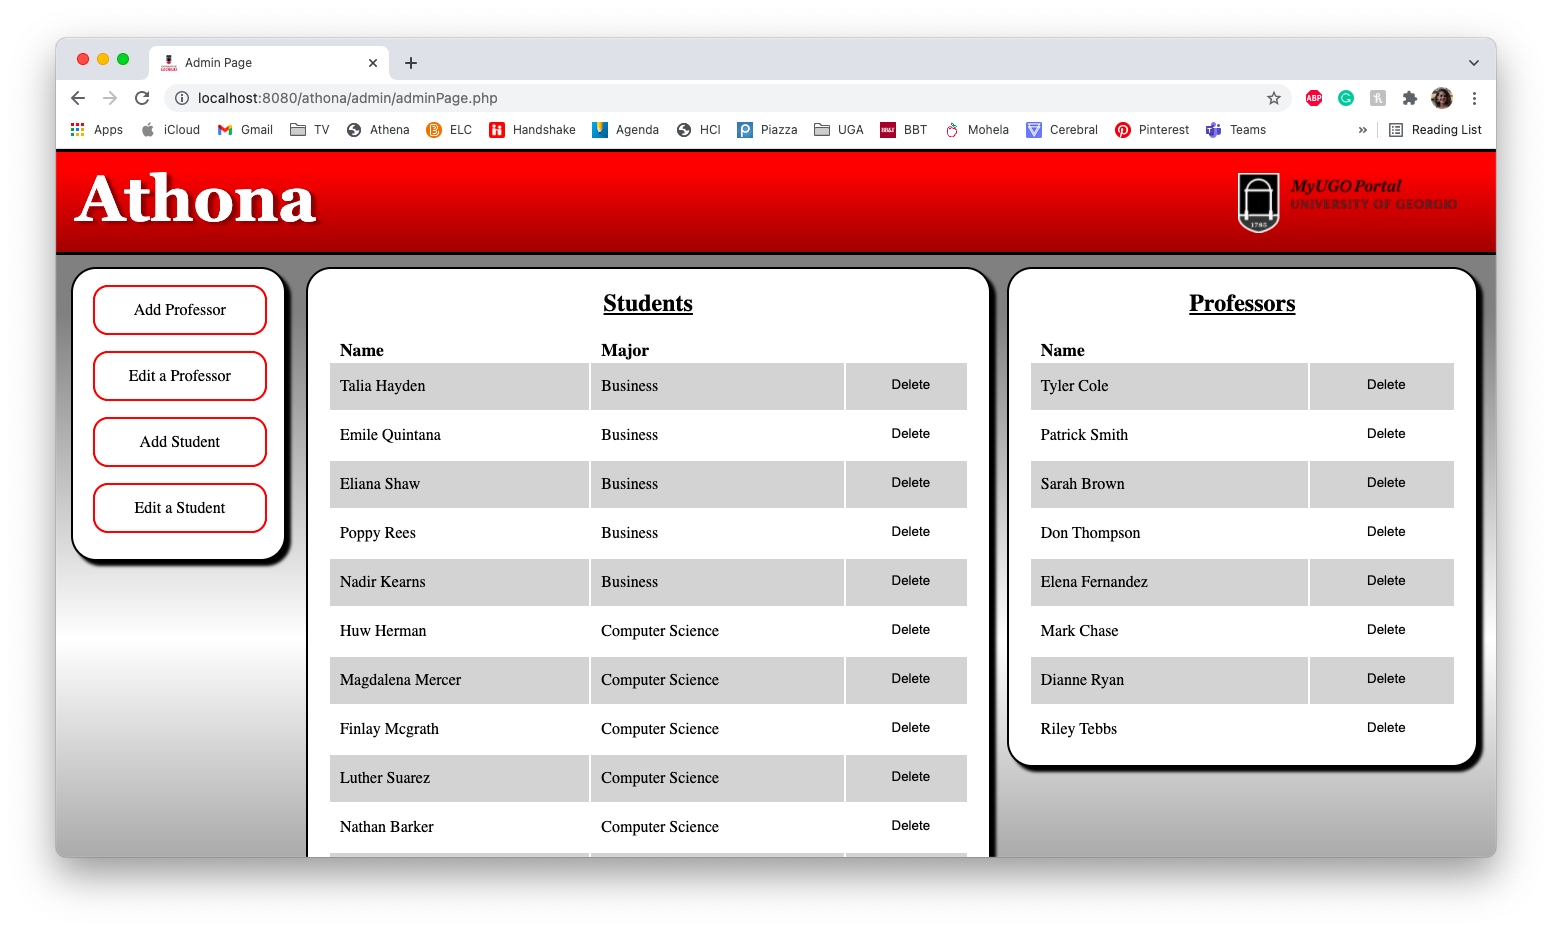 Admin Page
localhost:8080/athona/admin/adminPage.php
ABP
Apps iCloud Gmail TV Athena ELC Handshake Agenda HCI Piazza UGA BBT Mohela Cerebral Pinterest Teams » Reading List
Athona
MyUGO Portal
UNIVERSITY OF GEORGIO
1785
Add Professor
Edit a Professor
Add Student
Edit a Student
Students
Name Major
Talia Hayden Business Delete
Emile Quintana Business Delete
Eliana Shaw Business Delete
Poppy Rees Business Delete
Nadir Kearns Business Delete
Huw Herman Computer Science Delete
Magdalena Mercer Computer Science Delete
Finlay Mcgrath Computer Science Delete
Luther Suarez Computer Science Delete
Nathan Barker Computer Science Delete
Professors
Name
Tyler Cole Delete
Patrick Smith Delete
Sarah Brown Delete
Don Thompson Delete
Elena Fernandez Delete
Mark Chase Delete
Dianne Ryan Delete
Riley Tebbs Delete